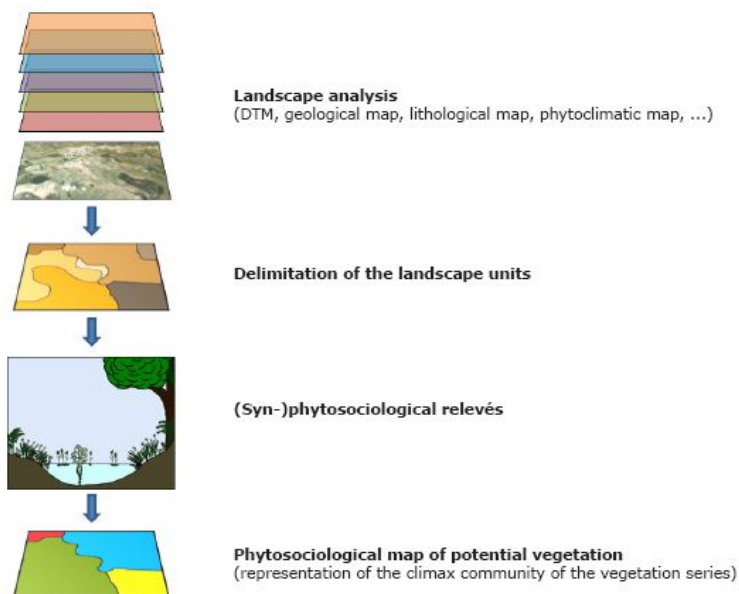 Landscape analysis
(DTM, geological map, lithological map, phytoclimatic map, ...)
Delimitation of the landscape units
(Syn-)phytosociological relevés
Phytosociological map of potential vegetation
(representation of the climax community of the vegetation series)